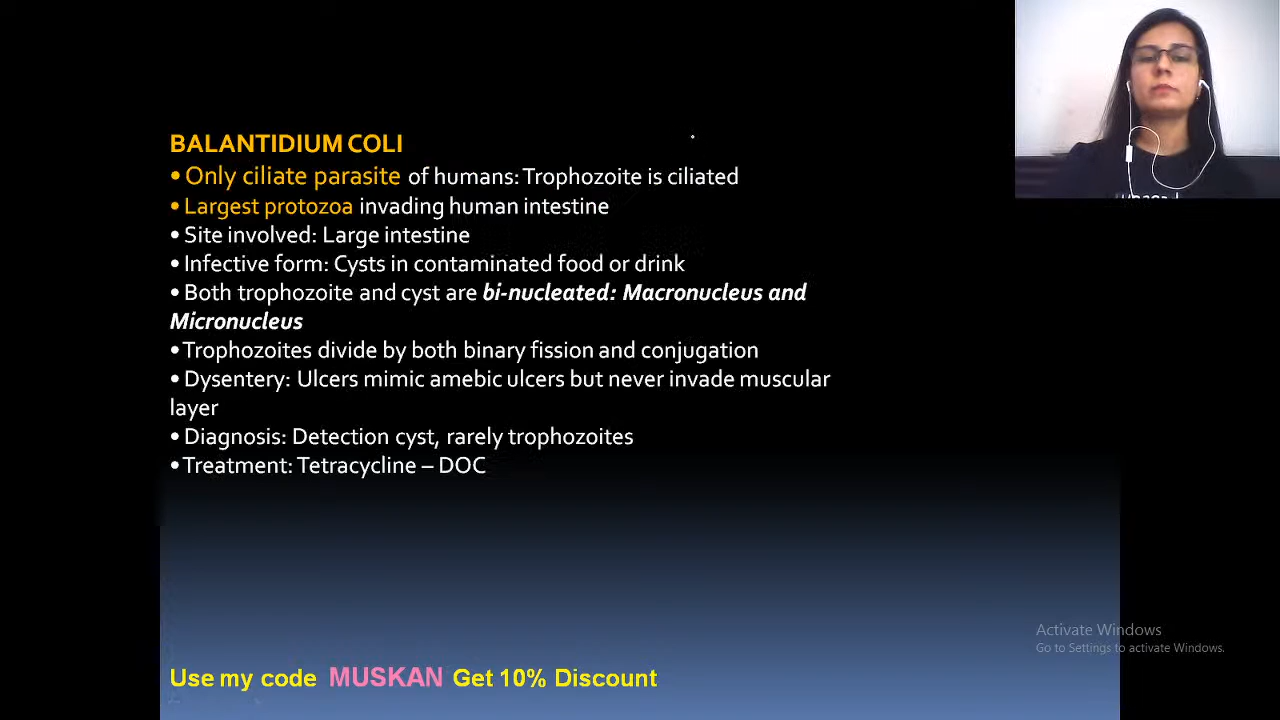 BALANTIDIUM COLI
• Only ciliate parasite of humans: Trophozoite is ciliated
• Largest protozoa invading human intestine
• Site involved: Large intestine
• Infective form: Cysts in contaminated food or drink
• Both trophozoite and cyst are bi-nucleated: Macronucleus and
Micronucleus
• Trophozoites divide by both binary fission and conjugation
• Dysentery: Ulcers mimic amebic ulcers but never invade muscular
layer
• Diagnosis: Detection cyst, rarely trophozoites
• Treatment: Tetracycline – DOC
Activate Windows
Go to Settings to activate Windows.
Use my code MUSKAN Get 10% Discount